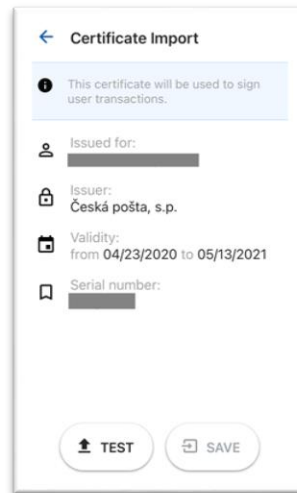 Certificate Import
This certificate will be used to sign
user transactions.
Issued for:
Issuer:
Česká pošta, s.p.
Validity:
from 04/23/2020 to 05/13/2021
Serial number:
TEST
SAVE